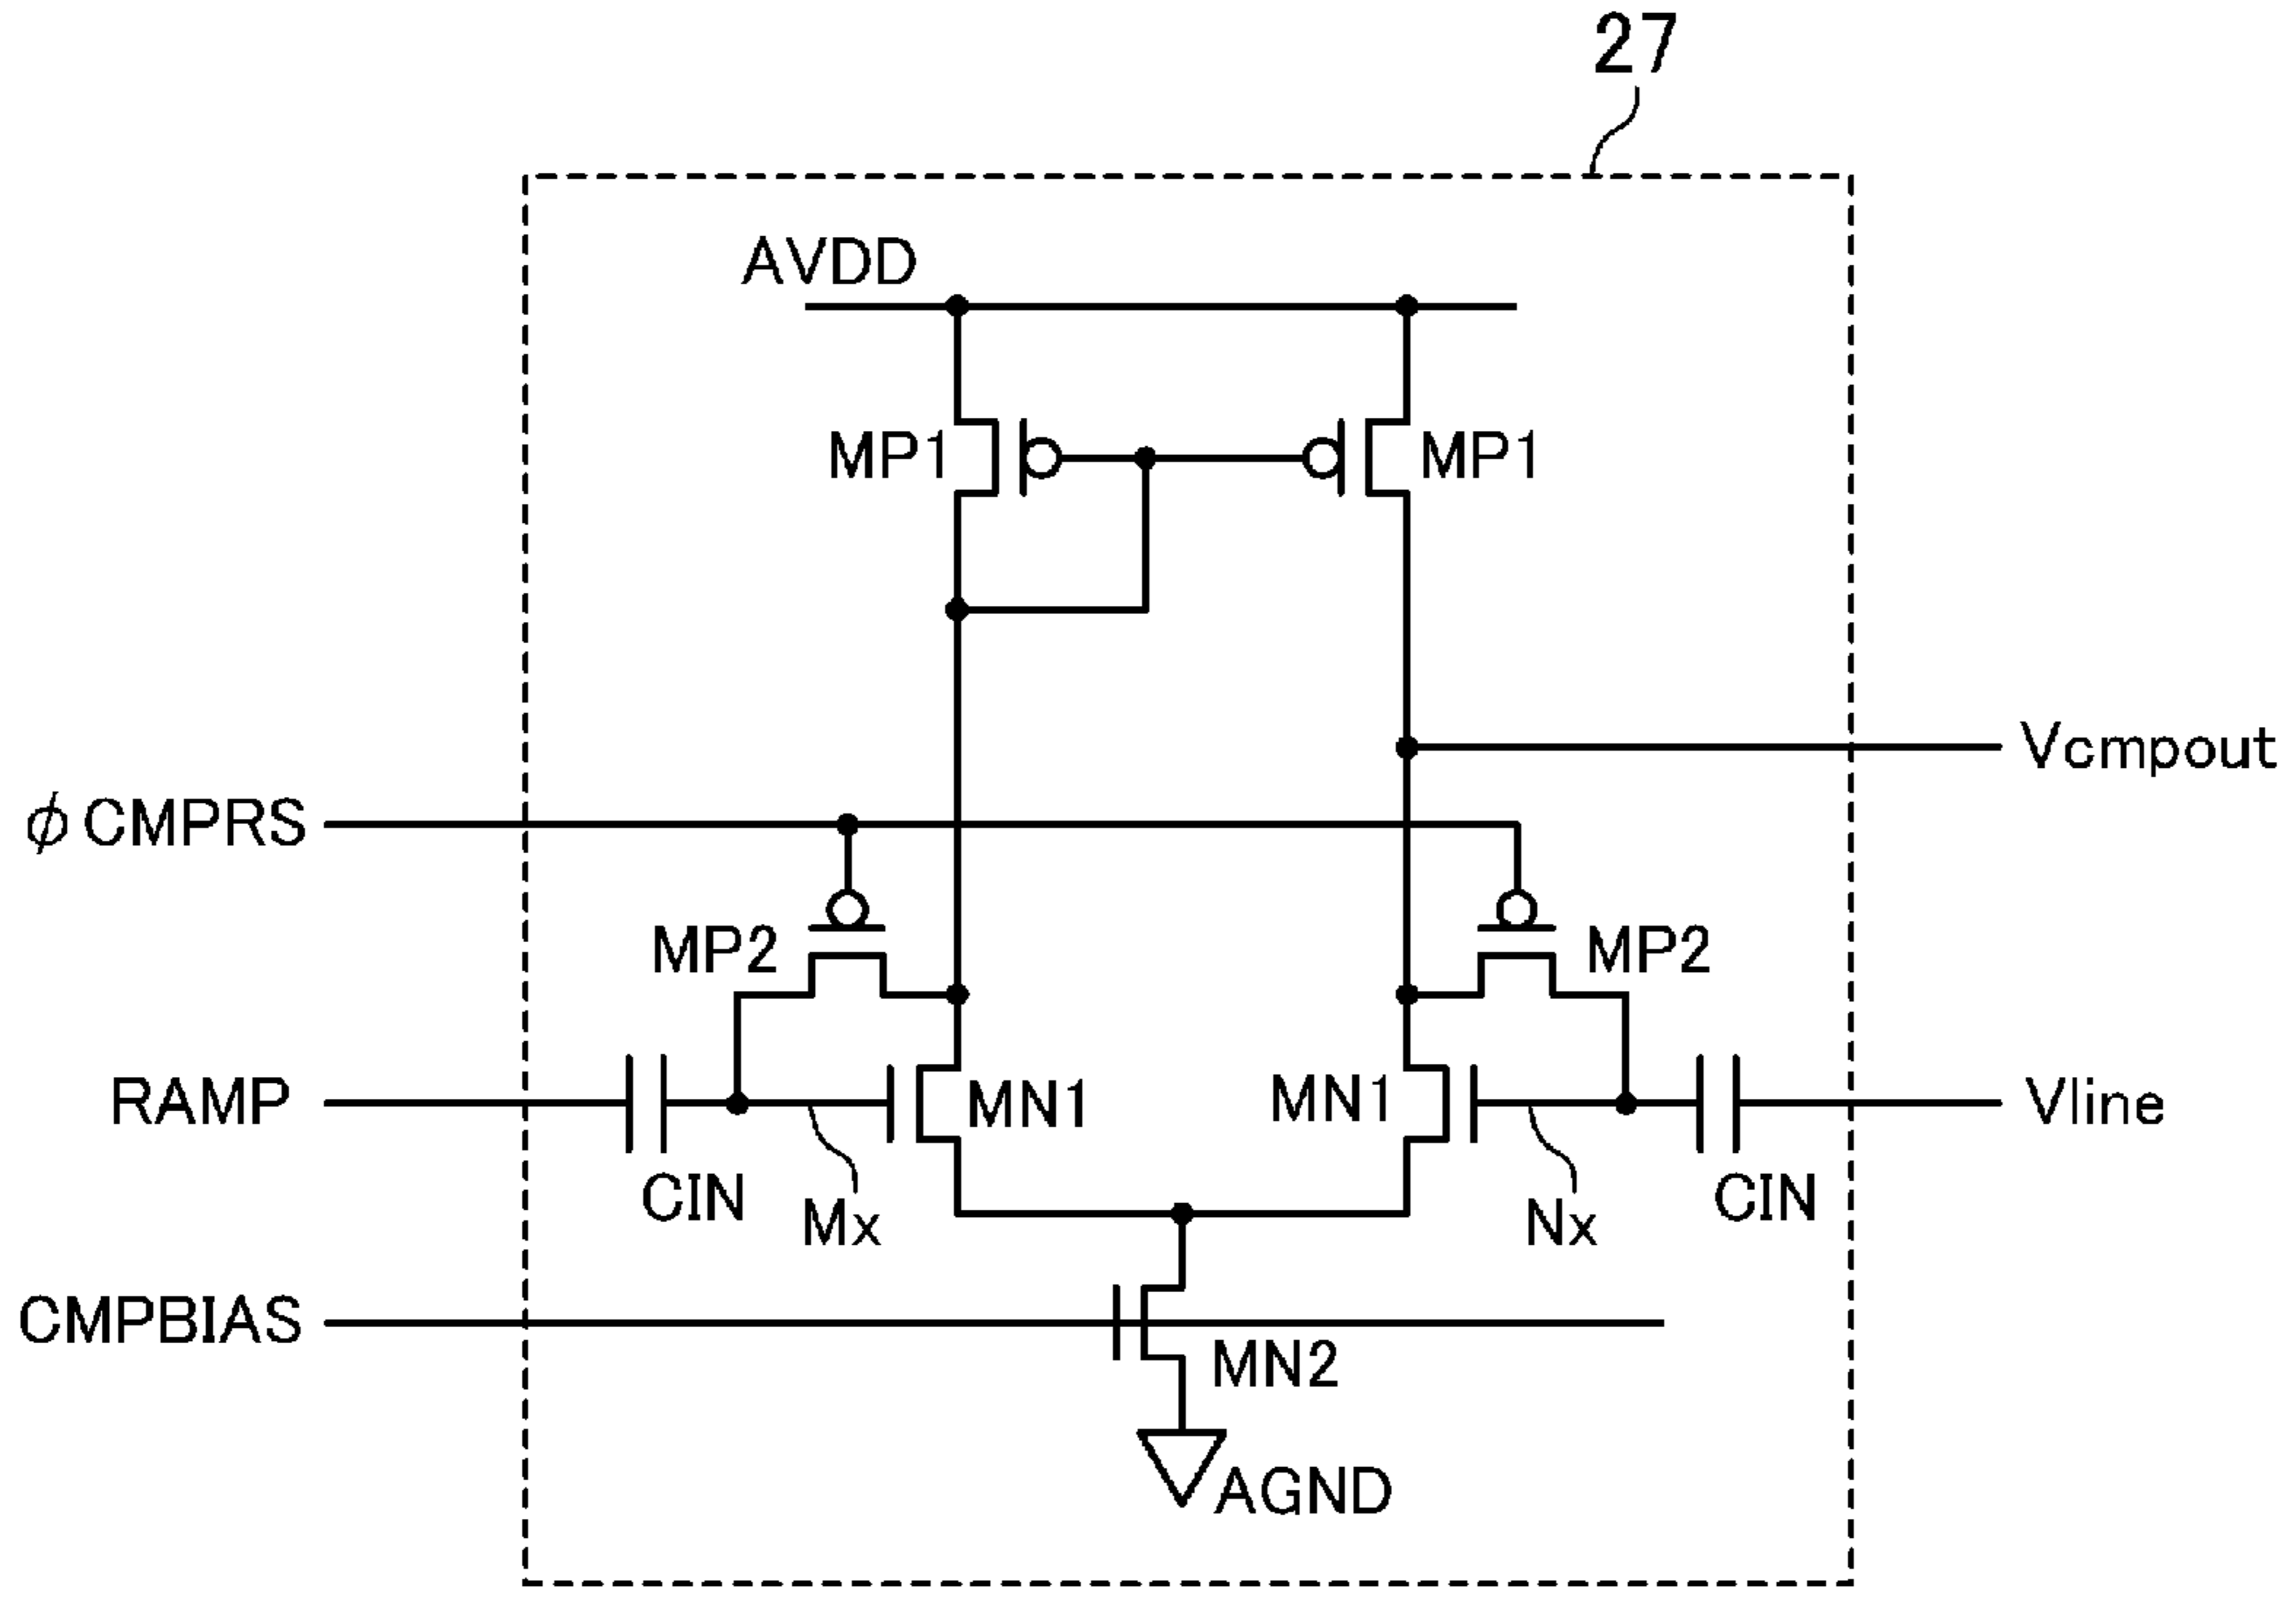 27
AVDD
MP1
MP1
Vcmpout
φCMPRS
MP2
MP2
RAMP
MN1
MN1
Vline
CIN
Mx
Nx
CIN
CMPBIAS
MN2
AGND